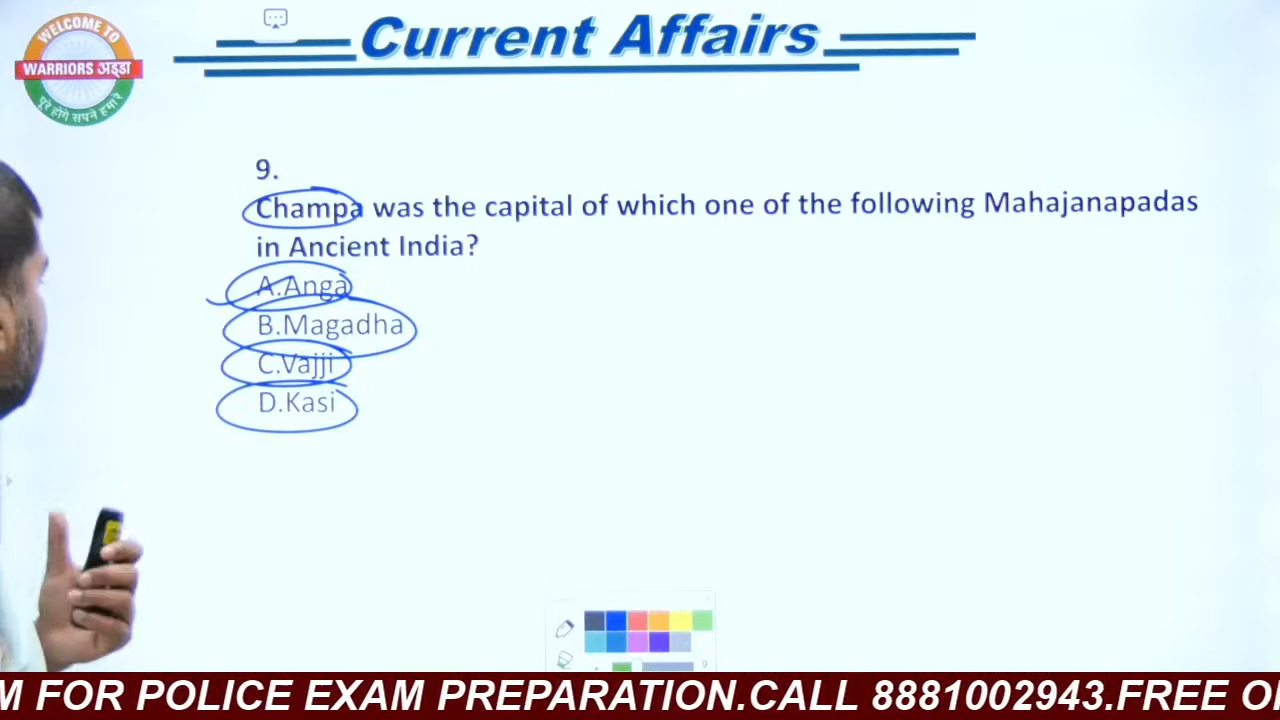 WELCOME TO
WARRIORS अड्डा
पूरे होंगे सपने हमारे
Current Affairs
9.
Champa was the capital of which one of the following Mahajanapadas
in Ancient India?
A.Anga
B.Magadha
C.Vajji
D.Kasi
9
M FOR POLICE EXAM PREPARATION.CALL 8881002943.FREE O